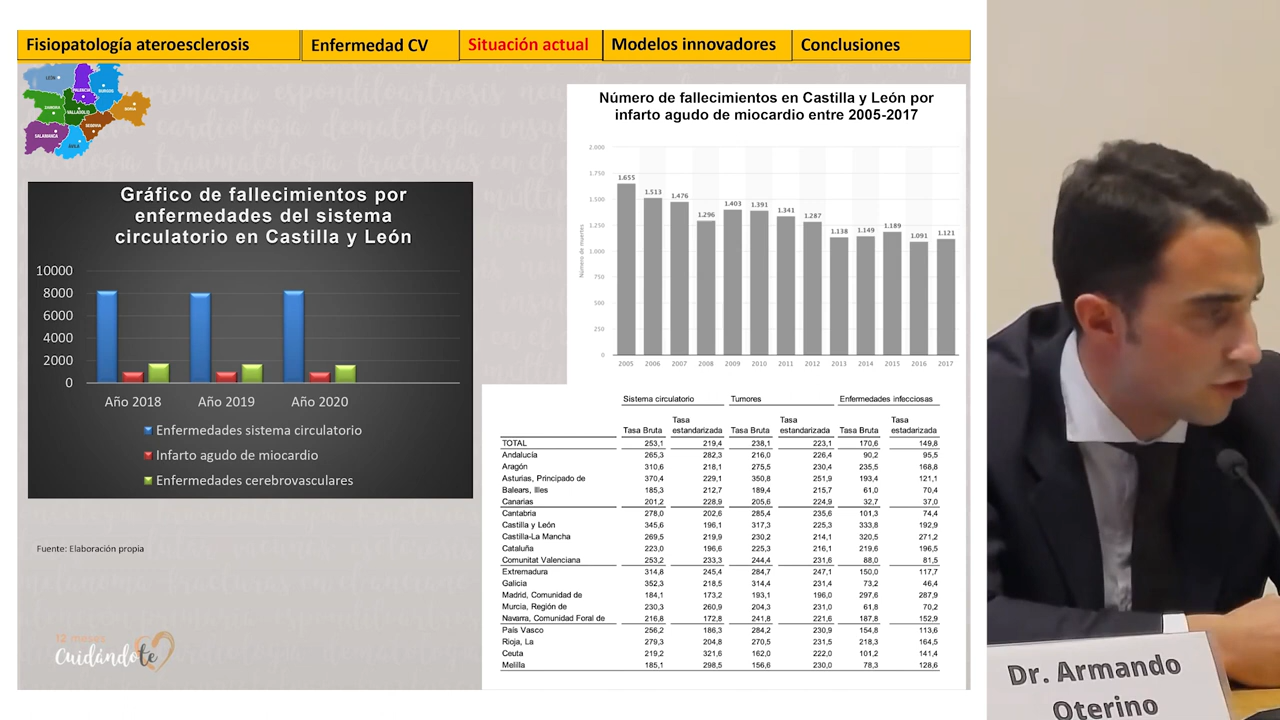 Fisiopatología ateroesclerosis
Enfermedad CV
Situación actual
Modelos innovadores
Conclusiones
LEÓN
PALENCIA
BURGOS
ZAMORA
VALLADOLID
SORIA
SEGOVIA
SALAMANCA
ÁVILA
Gráfico de fallecimientos por
enfermedades del sistema
circulatorio en Castilla y León
10000
8000
6000
4000
2000
0
Año 2018 Año 2019 Año 2020
Enfermedades sistema circulatorio
Infarto agudo de miocardio
Enfermedades cerebrovasculares
Fuente: Elaboración propia
12 meses
Cuidándote
Número de fallecimientos en Castilla y León por
infarto agudo de miocardio entre 2005-2017
Número de muertes
2.000
1.750
1.500
1.250
1.000
750
500
250
0
1.655 1.513 1.476 1.296 1.403 1.391 1.341 1.287 1.138 1.149 1.189 1.091 1.121
2005 2006 2007 2008 2009 2010 2011 2012 2013 2014 2015 2016 2017
Sistema circulatorio Tumores Enfermedades infecciosas
Tasa Tasa Tasa
Tasa Bruta estandarizada Tasa Bruta estandarizada Tasa Bruta estadarizada
TOTAL 253,1 219,4 238,1 223,1 170,6 149,8
Andalucía 265,3 282,3 216,0 226,4 90,2 95,5
Aragón 310,6 218,1 275,5 230,4 235,5 168,8
Asturias, Principado de 370,4 229,1 350,8 251,9 193,4 121,1
Balears, Illes 185,3 212,7 189,4 215,7 61,0 70,4
Canarias 201,2 228,9 205,6 224,9 32,7 37,0
Cantabria 278,0 202,6 285,4 235,6 101,3 74,4
Castilla y León 345,6 196,1 317,3 225,3 333,8 192,9
Castilla-La Mancha 269,5 219,9 230,2 214,1 320,5 271,2
Cataluña 223,0 196,6 225,3 216,1 219,6 196,5
Comunitat Valenciana 253,2 233,3 244,4 231,6 88,0 81,5
Extremadura 314,8 245,4 284,7 247,1 150,0 117,7
Galicia 352,3 218,5 314,4 231,4 73,2 46,4
Madrid, Comunidad de 184,1 173,2 193,1 196,0 297,6 287,9
Murcia, Región de 230,3 260,9 204,3 231,0 61,8 70,2
Navarra, Comunidad Foral de 216,8 172,8 241,8 221,6 187,8 152,9
País Vasco 256,2 186,3 284,2 230,9 154,8 113,6
Rioja, La 279,3 204,8 270,5 231,5 218,3 164,5
Ceuta 219,2 321,6 162,0 222,0 101,2 141,4
Melilla 185,1 298,5 156,6 230,0 78,3 128,6
Dr. Armando
Oterino